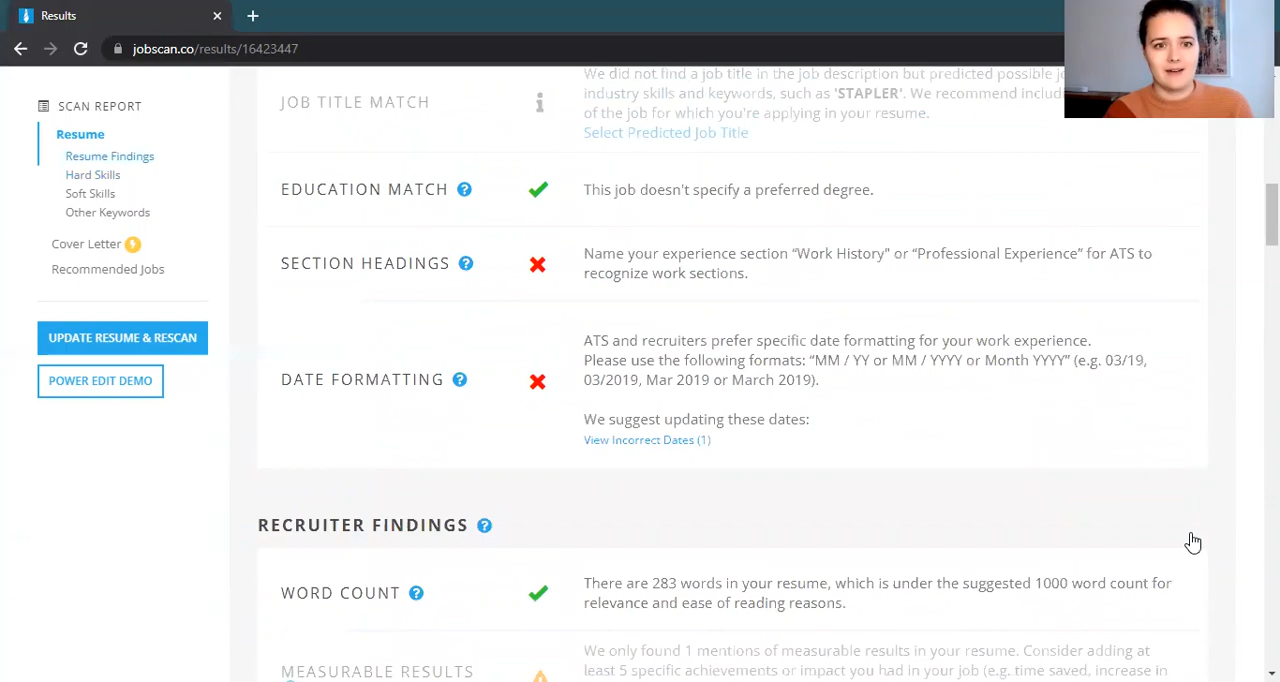 Results
jobscan.co/results/16423447
SCAN REPORT
Resume
Resume Findings
Hard Skills
Soft Skills
Other Keywords
Cover Letter
Recommended Jobs
UPDATE RESUME & RESCAN
POWER EDIT DEMO
We did not find a job title in the job description but predicted possible
JOB TITLE MATCH
industry skills and keywords, such as 'STAPLER'. We recommend
of the job for which you're applying in your resume.
Select Predicted Job Title
EDUCATION MATCH ?
This job doesn't specify a preferred degree.
SECTION HEADINGS ?
Name your experience section "Work History" or "Professional Experience" for ATS to
recognize work sections.
DATE FORMATTING ?
ATS and recruiters prefer specific date formatting for your work experience.
Please use the following formats: "MM / YY or MM / YYYY or Month YYYY" (e.g. 03/19,
03/2019, Mar 2019 or March 2019).
We suggest updating these dates:
View Incorrect Dates (1)
RECRUITER FINDINGS ?
WORD COUNT ?
There are 283 words in your resume, which is under the suggested 1000 word count for
relevance and ease of reading reasons.
MEASURABLE RESULTS
We only found 1 mentions of measurable results in your resume. Consider adding at
least 5 specific achievements or impact you had in your job (e.g. time saved, increase in